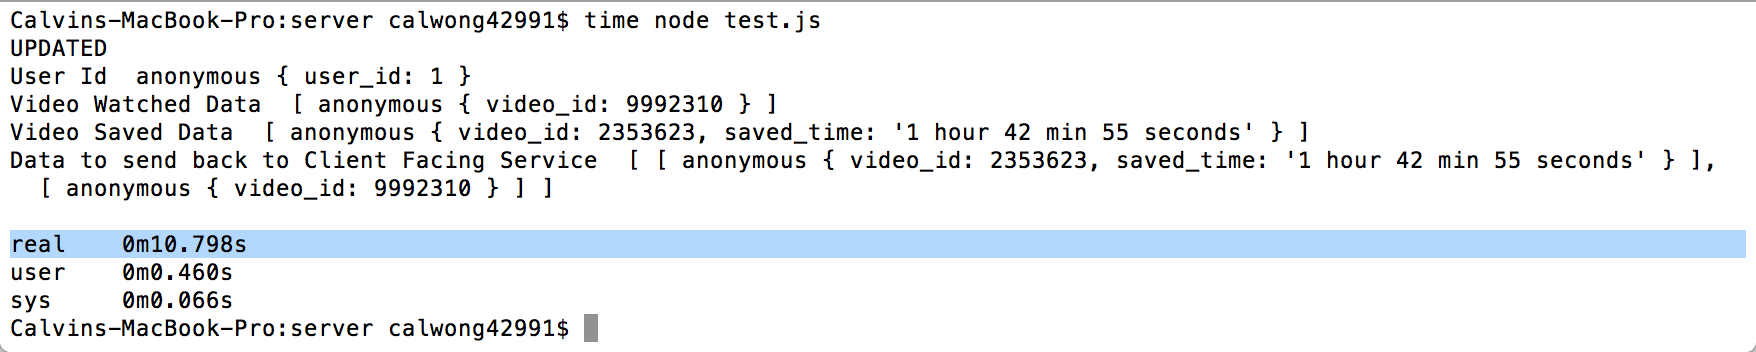 Calvins-MacBook-Pro:server calwong42991$ time node test.js
UPDATED
User Id  anonymous { user_id: 1 }
Video Watched Data  [ anonymous { video_id: 9992310 } ]
Video Saved Data  [ anonymous { video_id: 2353623, saved_time: '1 hour 42 min 55 seconds' } ]
Data to send back to Client Facing Service  [ [ anonymous { video_id: 2353623, saved_time: '1 hour 42 min 55 seconds' } ],
  [ anonymous { video_id: 9992310 } ] ]
real    0m10.798s
user    0m0.460s
sys     0m0.066s
Calvins-MacBook-Pro:server calwong42991$